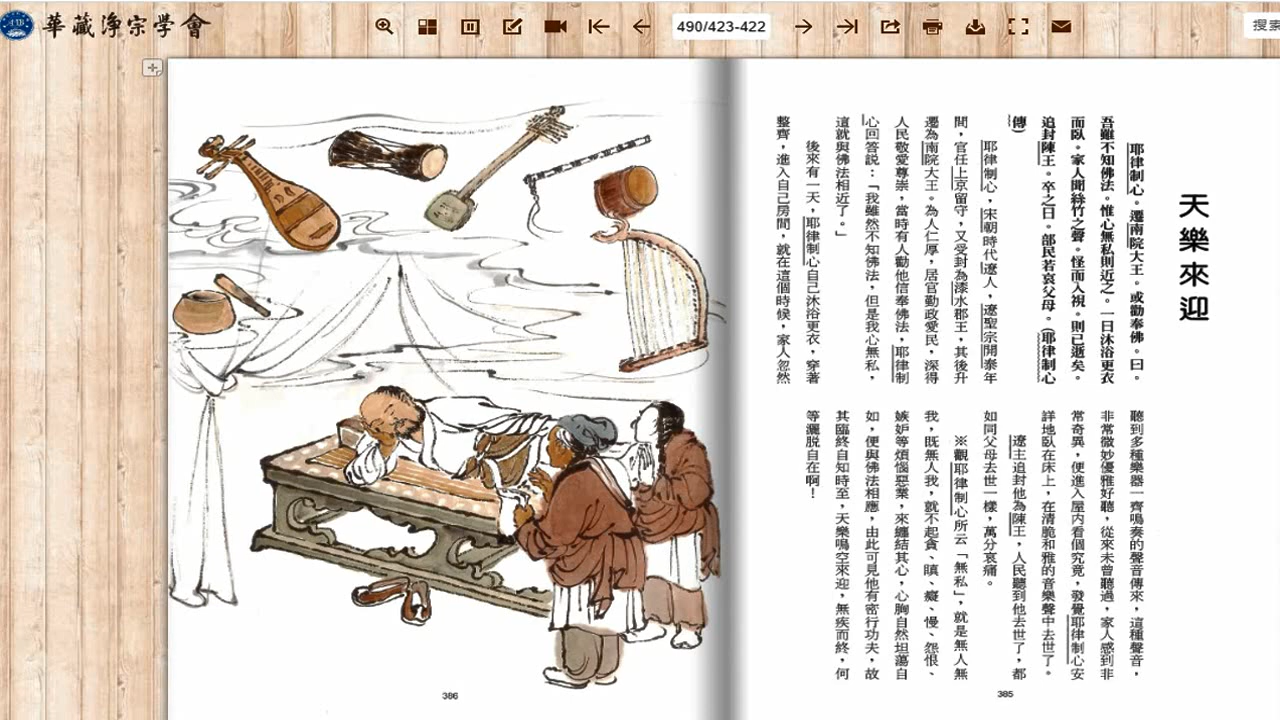 華藏淨宗學會
490/423-422
搜索
天樂來迎
耶律制心。遷南院大王。或勸奉佛。曰。
吾雖不知佛法。惟心無私則近之。一日沐浴更衣
而臥。家人聞絲竹之聲。怪而入視。則已逝矣。
追封陳王。卒之日。部民若哀父母。（耶律制心
傳）
耶律制心，宋朝時代遼人，遼聖宗開泰年
間，官任上京留守，又受封為漆水郡王，其後升
遷為南院大王。為人仁厚，居官勤政愛民，深得
人民敬愛尊崇，當時有人勸他信奉佛法，耶律制
心回答說：「我雖然不知佛法，但是我心無私，
這就與佛法相近了。」
後來有一天，耶律制心自己沐浴更衣，穿著
整齊，進入自己房間，就在這個時候，家人忽然
聽到多種樂器一齊鳴奏的聲音傳來，這種聲音，
非常微妙優雅好聽，從來未曾聽過，家人感到非
常奇異，便進入屋內看個究竟，發覺耶律制心安
詳地臥在床上，在清脆和雅的音樂聲中去世了。
遼主追封他為陳王，人民聽到他去世了，都
如同父母去世一樣，萬分哀痛。
※觀耶律制心所云「無私」，就是無人無
我，既無人我，就不起貪、瞋、癡、慢、怨恨、
嫉妒等煩惱惡業，來纏結其心，心胸自然坦蕩自
如，便與佛法相應，由此可見他有密行功夫，故
其臨終自知時至，天樂鳴空來迎，無疾而終，何
等灑脫自在啊！
386
385